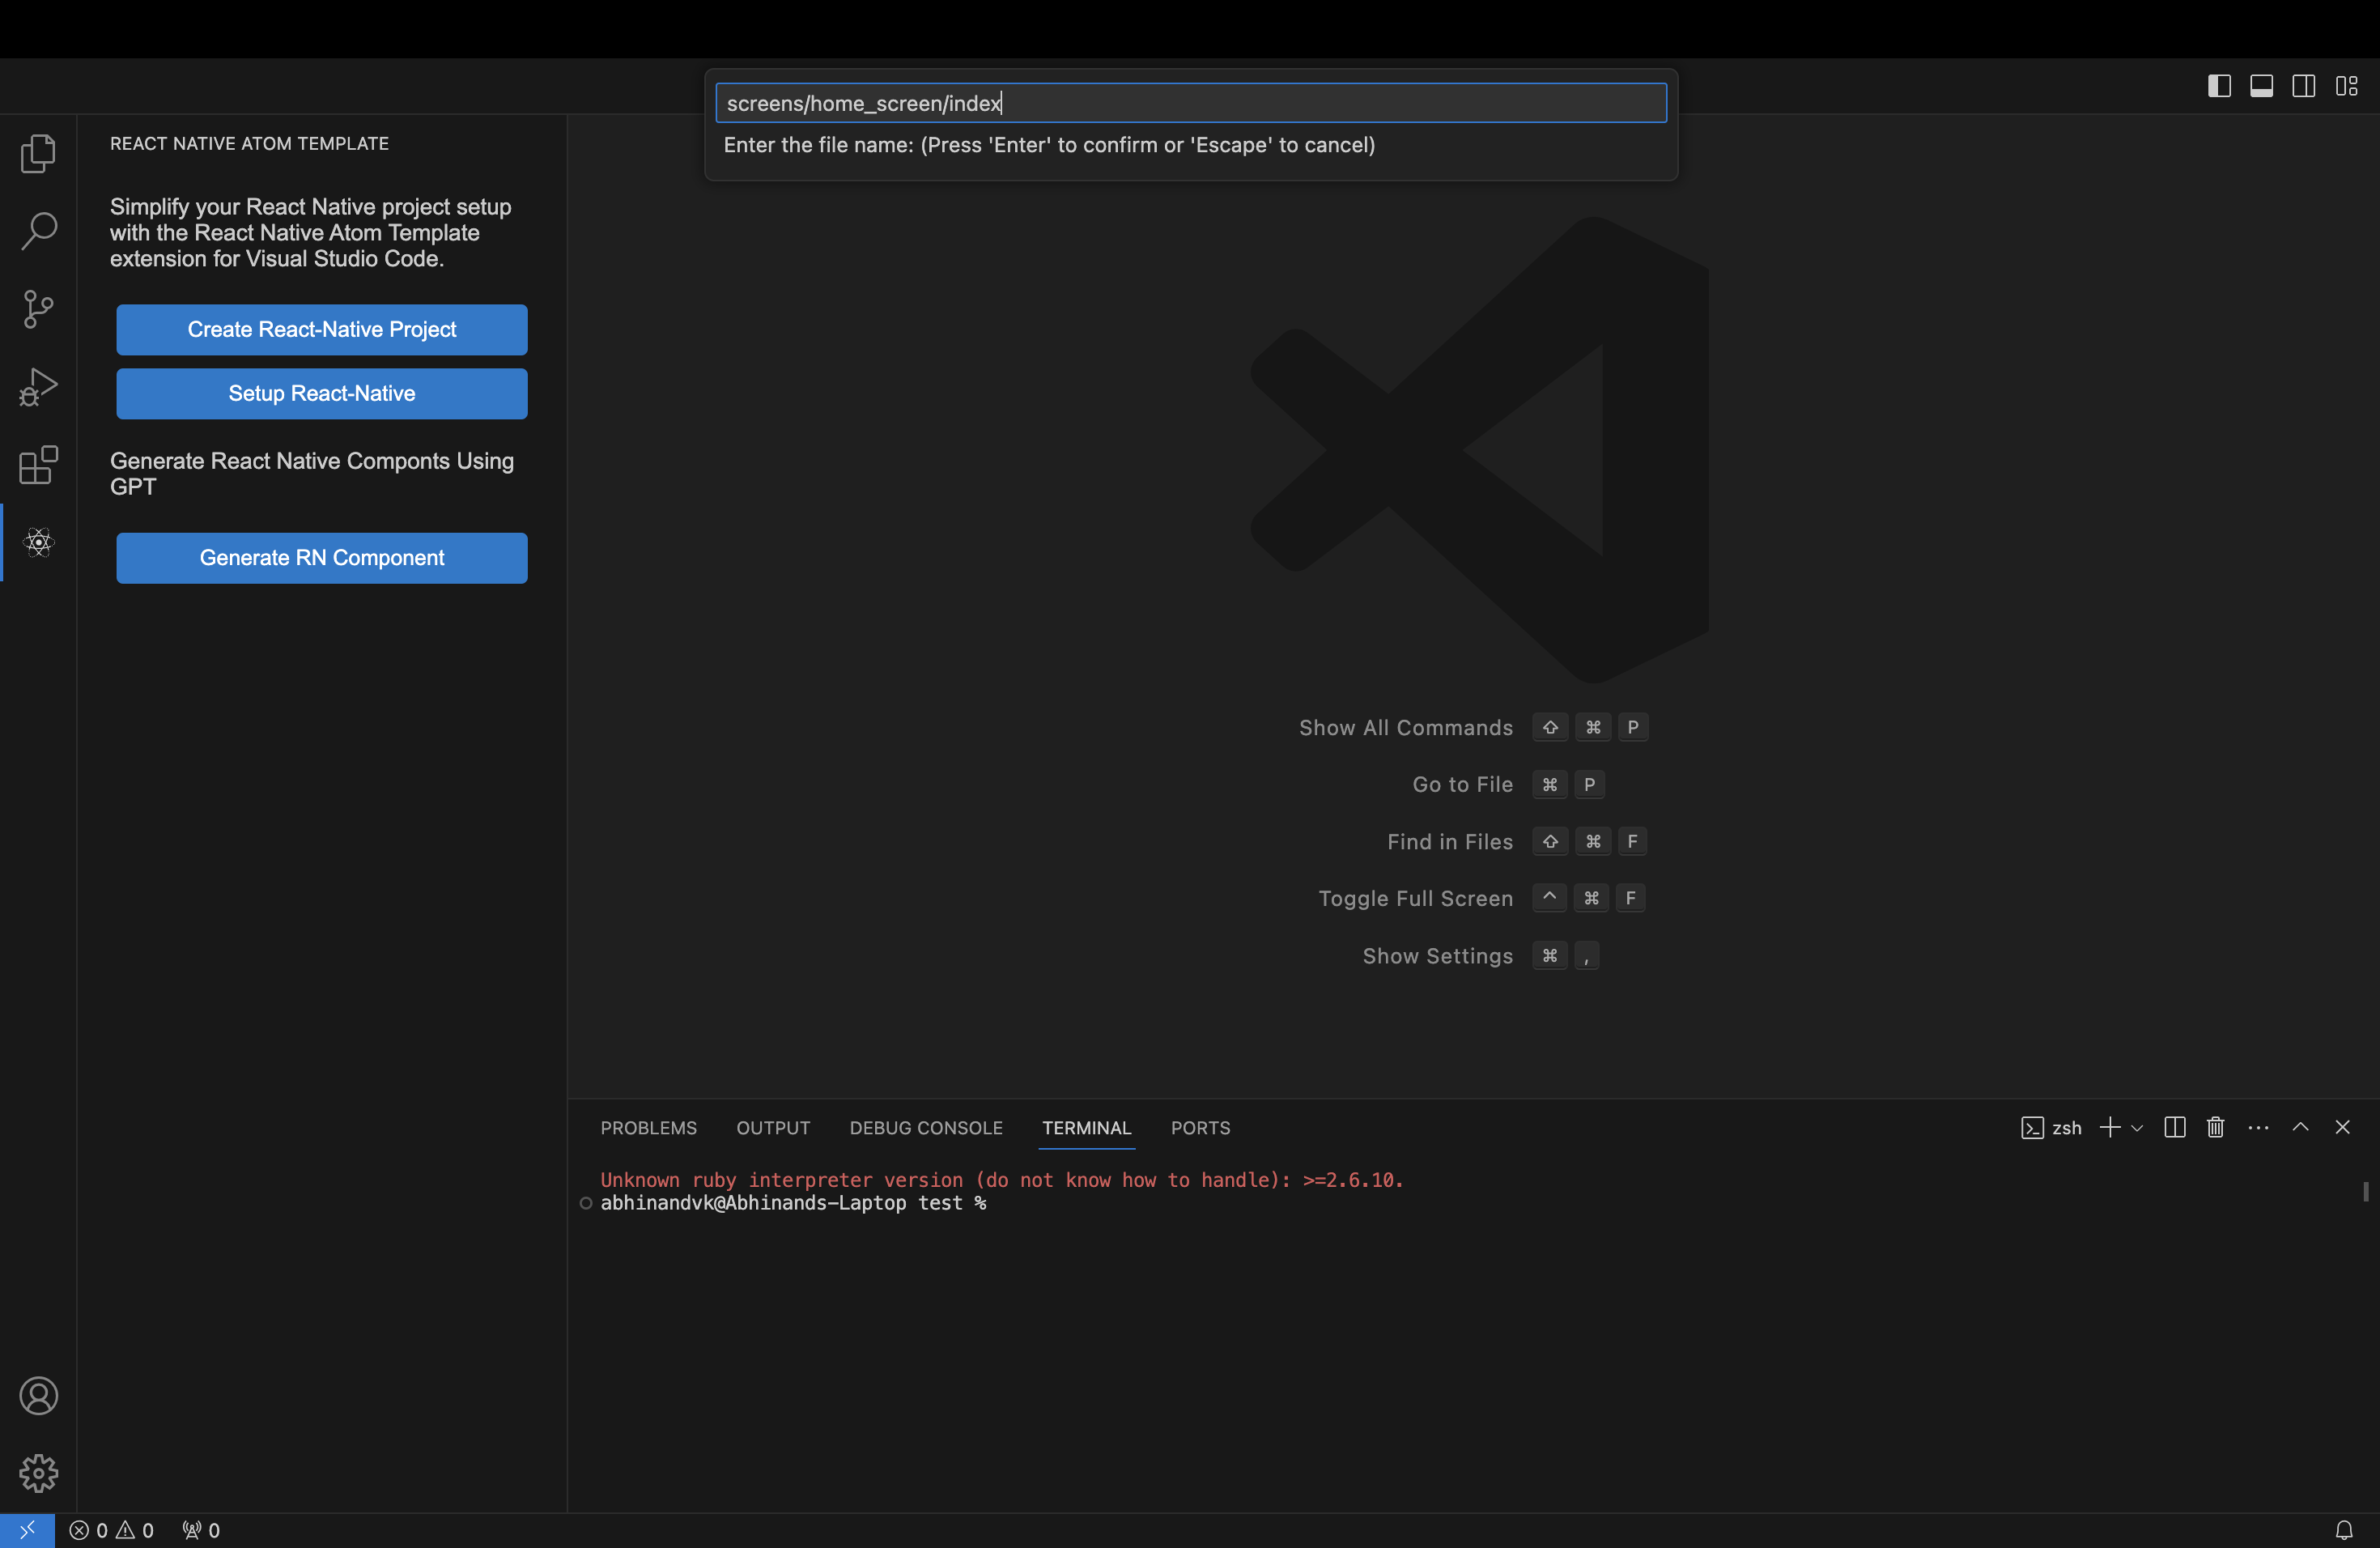 screens/home_screen/index
Enter the file name: (Press 'Enter' to confirm or 'Escape' to cancel)
REACT NATIVE ATOM TEMPLATE
Simplify your React Native project setup
with the React Native Atom Template
extension for Visual Studio Code.
Create React-Native Project
Setup React-Native
Generate React Native Componts Using
GPT
Generate RN Component
Show All Commands ⇧ ⌘ P
Go to File ⌘ P
Find in Files ⇧ ⌘ F
Toggle Full Screen ^ ⌘ F
Show Settings ⌘ ,
PROBLEMS OUTPUT DEBUG CONSOLE TERMINAL PORTS zsh
Unknown ruby interpreter version (do not know how to handle): >=2.6.10.
abhinandvk@Abhinands-Laptop test %
0 0 0